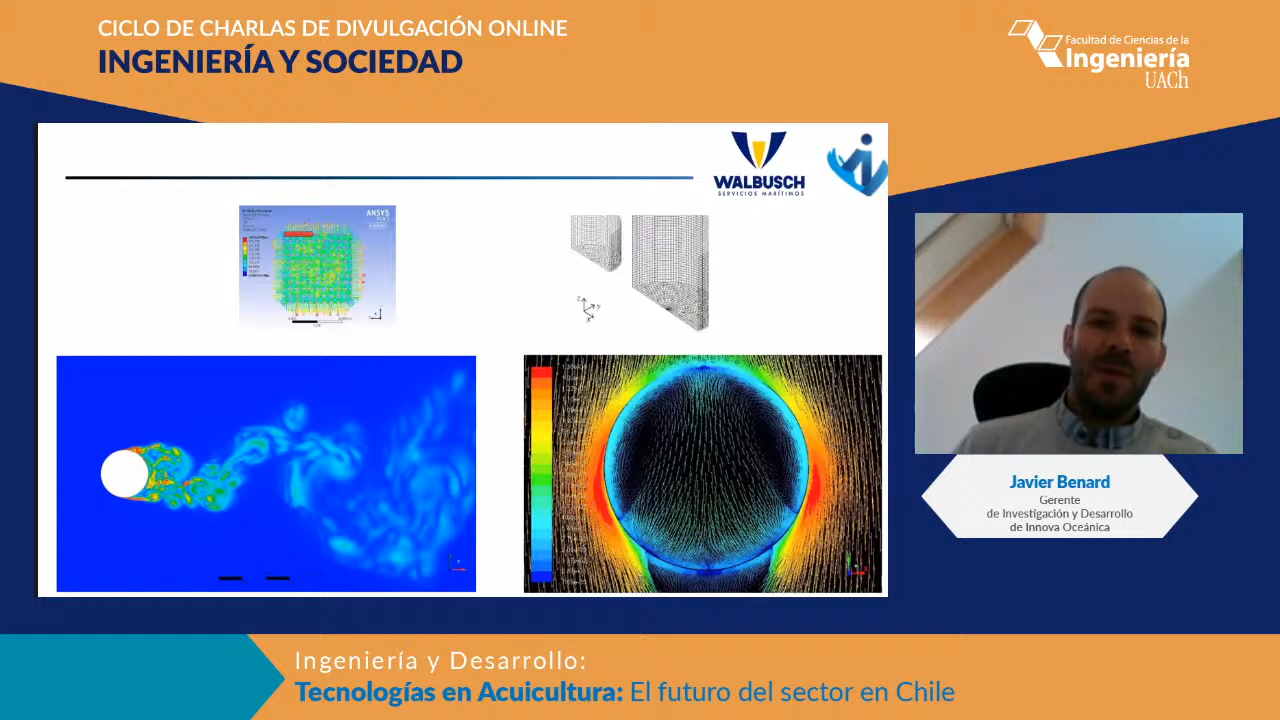 CICLO DE CHARLAS DE DIVULGACIÓN ONLINE
INGENIERÍA Y SOCIEDAD
Facultad de Ciencias de la
Ingeniería
UACh
WALBUSCH
SERVICIOS MARÍTIMOS
ANSYS
Javier Benard
Gerente
de Investigación y Desarrollo
de Innova Oceánica
Ingeniería y Desarrollo:
Tecnologías en Acuicultura: El futuro del sector en Chile